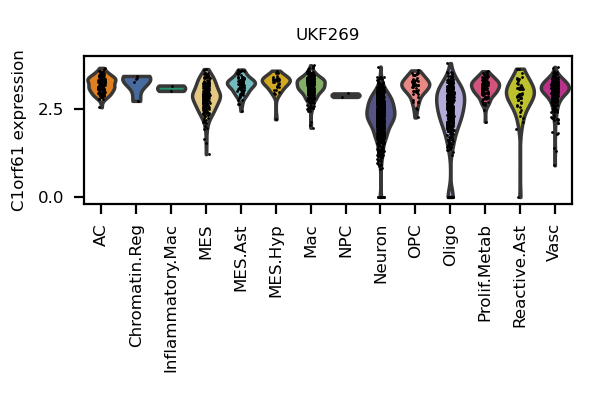 UKF269
C1orf61 expression
2.5
0.0
AC
Chromatin.Reg
Inflammatory.Mac
MES
MES.Ast
MES.Hyp
Mac
NPC
Neuron
OPC
Oligo
Prolif.Metab
Reactive.Ast
Vasc